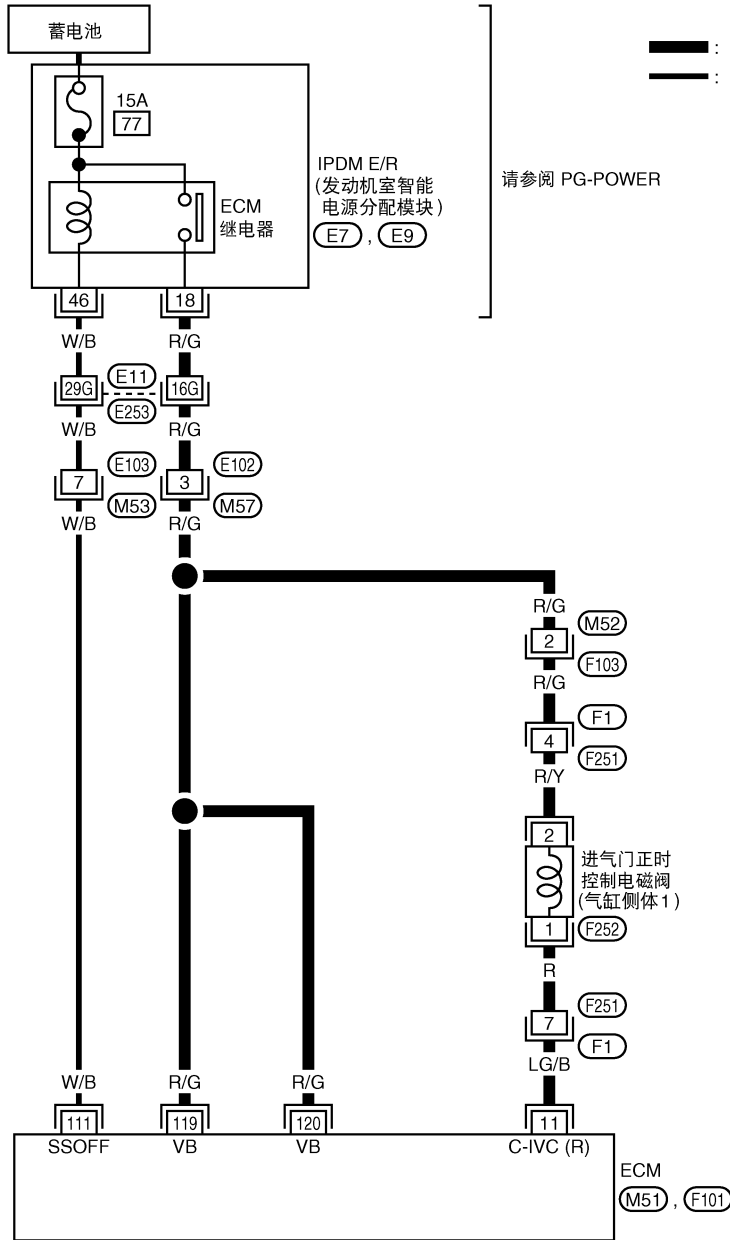 蓄电池
:
:
15A
77
IPDM E/R
(发动机室智能
电源分配模块)
E7 , E9
请参阅 PG-POWER
ECM
继电器
46 18
W/B R/G
29G E11 16G
E253
W/B R/G
7 E103 3 E102
M53 M57
W/B R/G
R/G
2 M52
F103
R/G
F1
4
F251
R/Y
2
进气门正时
控制电磁阀
(气缸侧体1)
1 F252
R
F251
7
F1
LG/B
W/B R/G R/G
111 119 120 11
SSOFF VB VB C-IVC (R)
ECM
M51 , F101